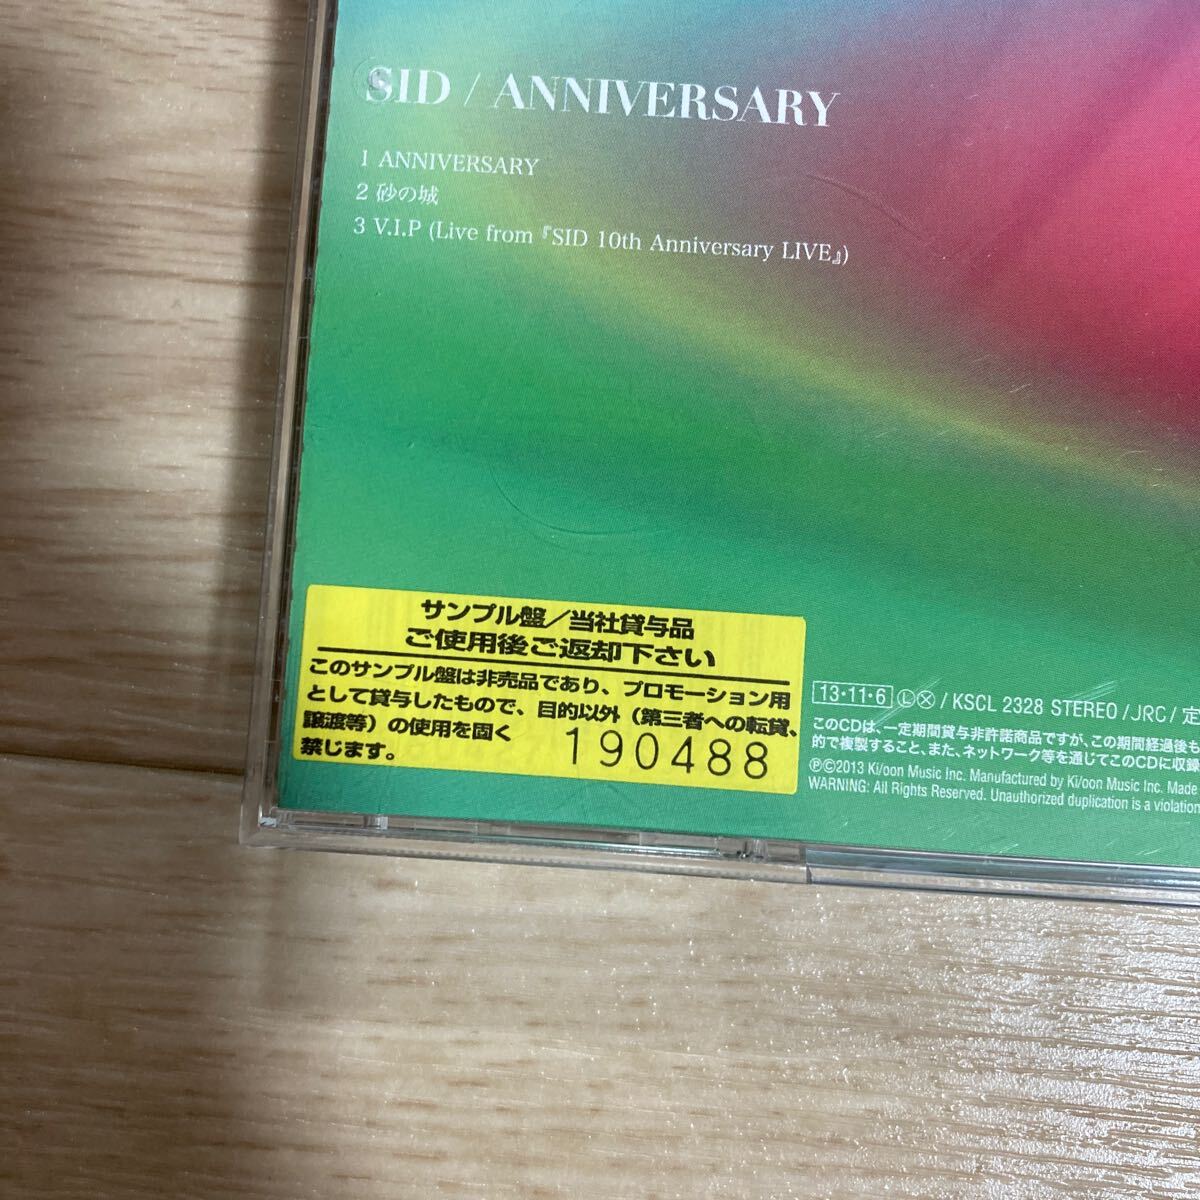 SID / ANNIVERSARY
1 ANNIVERSARY
2 砂の城
3 V.I.P (Live from『SID 10th Anniversary LIVE』)
サンプル盤／当社貸与品
ご使用後ご返却下さい
このサンプル盤は非売品であり、プロモーション用
として貸与したもので、目的以外（第三者への転貸、
譲渡等）の使用を固く
禁じます。
190488
13・11・6 Ⓛ Ⓧ / KSCL 2328 STEREO / JRC / 定
このCDは、一定期間貸与非許諾商品ですが、この期間経過後も
的で複製すること、また、ネットワーク等を通じてこのCDに収録
ⓅⒸ2013 Ki/oon Music Inc. Manufactured by Ki/oon Music Inc. Made
WARNING: All Rights Reserved. Unauthorized duplication is a violation